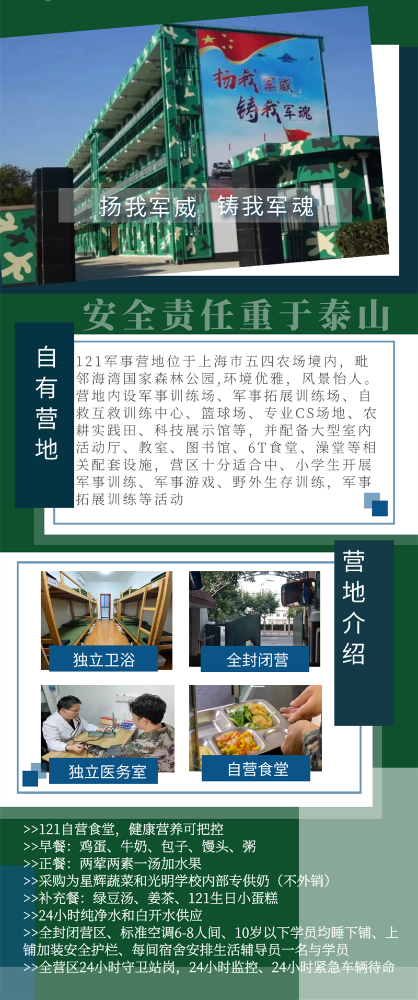 扬我军威
铸我军魂
扬我军威 铸我军魂
安全责任重于泰山
自有营地
121军事营地位于上海市五四农场境内，毗
邻海湾国家森林公园,环境优雅，风景怡人。
营地内设军事训练场、军事拓展训练场、自
救互救训练中心、篮球场、专业CS场地、农
耕实践田、科技展示馆等，并配备大型室内
活动厅、教室、图书馆、6T食堂、澡堂等相
关配套设施，营区十分适合中、小学生开展
军事训练、军事游戏、野外生存训练，军事
拓展训练等活动
营地介绍
独立卫浴
全封闭营
独立医务室
自营食堂
>>121自营食堂，健康营养可把控
>>早餐：鸡蛋、牛奶、包子、馒头、粥
>>正餐：两荤两素一汤加水果
>>采购为星辉蔬菜和光明学校内部专供奶（不外销）
>>补充餐：绿豆汤、姜茶、121生日小蛋糕
>>24小时纯净水和白开水供应
>>全封闭营区、标准空调6-8人间、10岁以下学员均睡下铺、上
铺加装安全护栏、每间宿舍安排生活辅导员一名与学员
>>全营区24小时守卫站岗，24小时监控、24小时紧急车辆待命